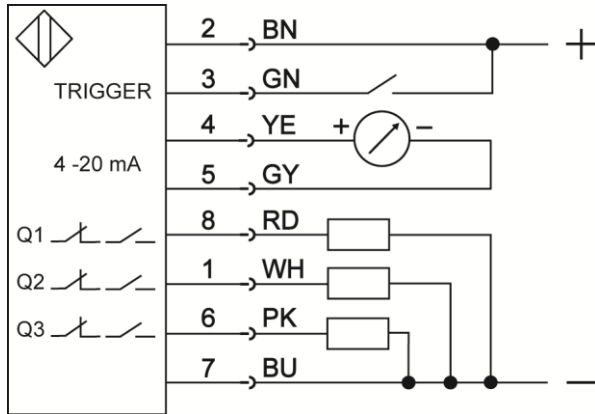 2 BN +
TRIGGER 3 GN
4 YE + −
4 -20 mA
5 GY
Q1 8 RD
Q2 1 WH
Q3 6 PK
7 BU −